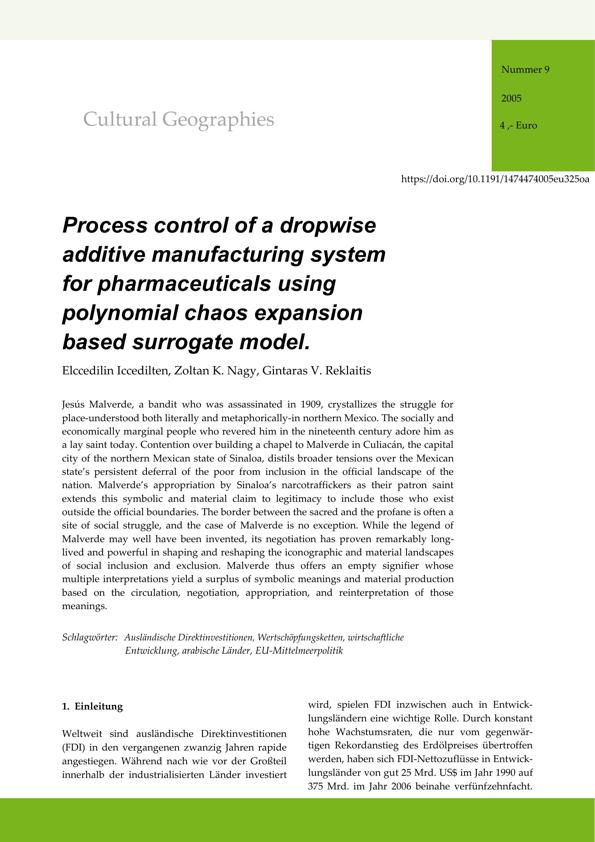 Nummer 9
2005
4 ,- Euro
Cultural Geographies
https://doi.org/10.1191/1474474005eu325oa
Process control of a dropwise
additive manufacturing system
for pharmaceuticals using
polynomial chaos expansion
based surrogate model.
Elccedilin Iccedilten, Zoltan K. Nagy, Gintaras V. Reklaitis
Jesús Malverde, a bandit who was assassinated in 1909, crystallizes the struggle for
place-understood both literally and metaphorically-in northern Mexico. The socially and
economically marginal people who revered him in the nineteenth century adore him as
a lay saint today. Contention over building a chapel to Malverde in Culiacán, the capital
city of the northern Mexican state of Sinaloa, distils broader tensions over the Mexican
state's persistent deferral of the poor from inclusion in the official landscape of the
nation. Malverde's appropriation by Sinaloa's narcotraffickers as their patron saint
extends this symbolic and material claim to legitimacy to include those who exist
outside the official boundaries. The border between the sacred and the profane is often a
site of social struggle, and the case of Malverde is no exception. While the legend of
Malverde may well have been invented, its negotiation has proven remarkably long-
lived and powerful in shaping and reshaping the iconographic and material landscapes
of social inclusion and exclusion. Malverde thus offers an empty signifier whose
multiple interpretations yield a surplus of symbolic meanings and material production
based on the circulation, negotiation, appropriation, and reinterpretation of those
meanings.
Schlagwörter: Ausländische Direktinvestitionen, Wertschöpfungsketten, wirtschaftliche
Entwicklung, arabische Länder, EU-Mittelmeerpolitik
1. Einleitung
Weltweit sind ausländische Direktinvestitionen
(FDI) in den vergangenen zwanzig Jahren rapide
angestiegen. Während nach wie vor der Großteil
innerhalb der industrialisierten Länder investiert
wird, spielen FDI inzwischen auch in Entwick-
lungsländern eine wichtige Rolle. Durch konstant
hohe Wachstumsraten, die nur vom gegenwär-
tigen Rekordanstieg des Erdölpreises übertroffen
werden, haben sich FDI-Nettozuflüsse in Entwick-
lungsländer von gut 25 Mrd. US$ im Jahr 1990 auf
375 Mrd. im Jahr 2006 beinahe verfünfzehnfacht.